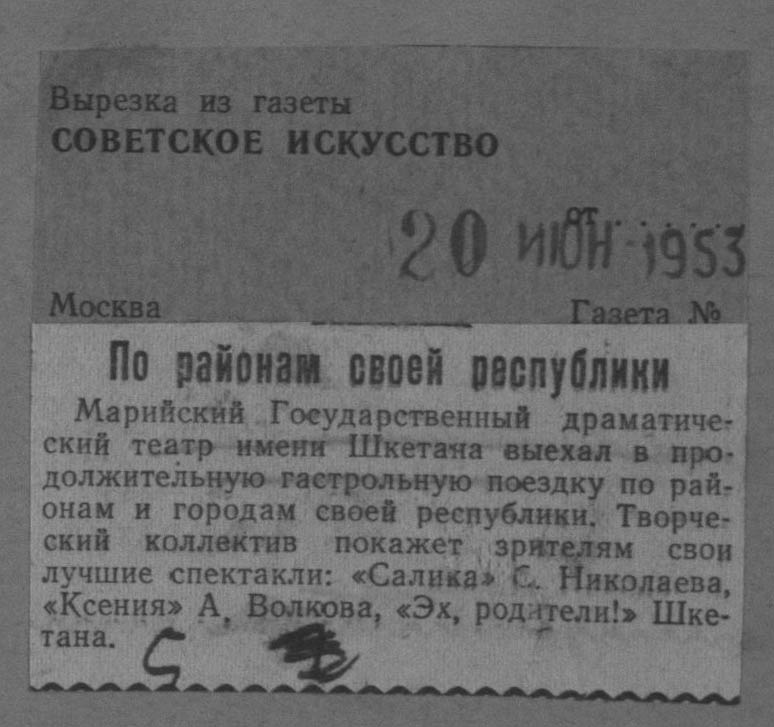 Вырезка из газеты
СОВЕТСКОЕ ИСКУССТВО
от . . . . . . .
20 ИЮН 1953
Москва
Газета №
По районам своей республики
Марийский Государственный драматиче-
ский театр имени Шкетана выехал в про-
должительную гастрольную поездку по рай-
онам и городам своей республики. Творче-
ский коллектив покажет зрителям свои
лучшие спектакли: «Салика» С. Николаева,
«Ксения» А. Волкова, «Эх, родители!» Шке-
тана.
5